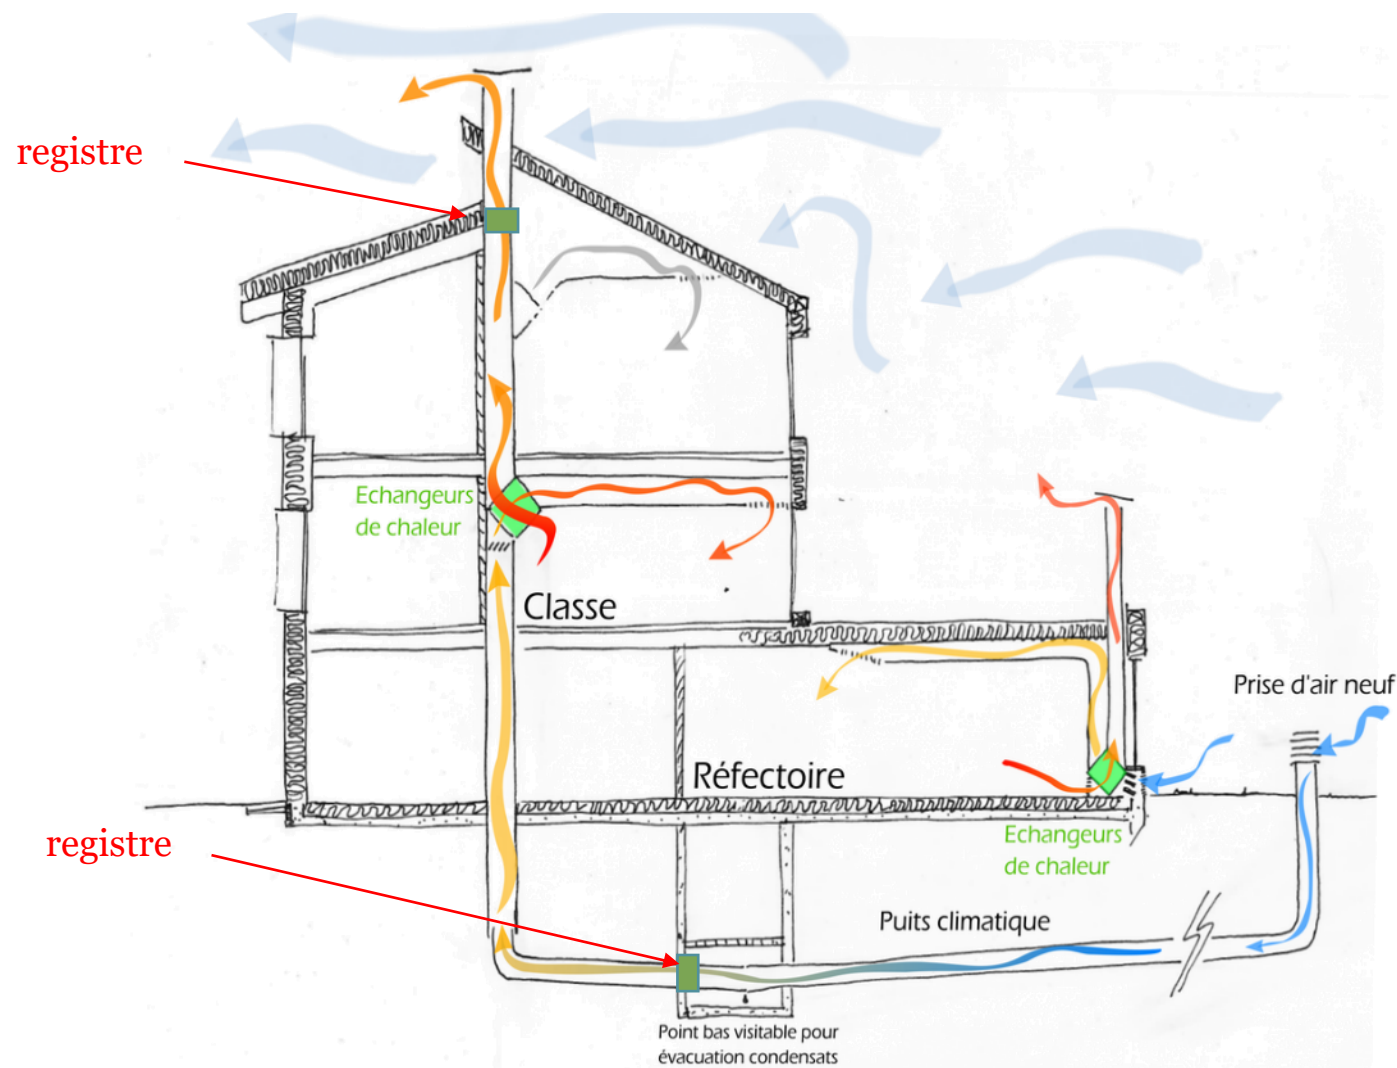 registre
Echangeurs
de chaleur
Classe
Prise d'air neuf
Réfectoire
registre
Echangeurs
de chaleur
Puits climatique
Point bas visitable pour
évacuation condensats